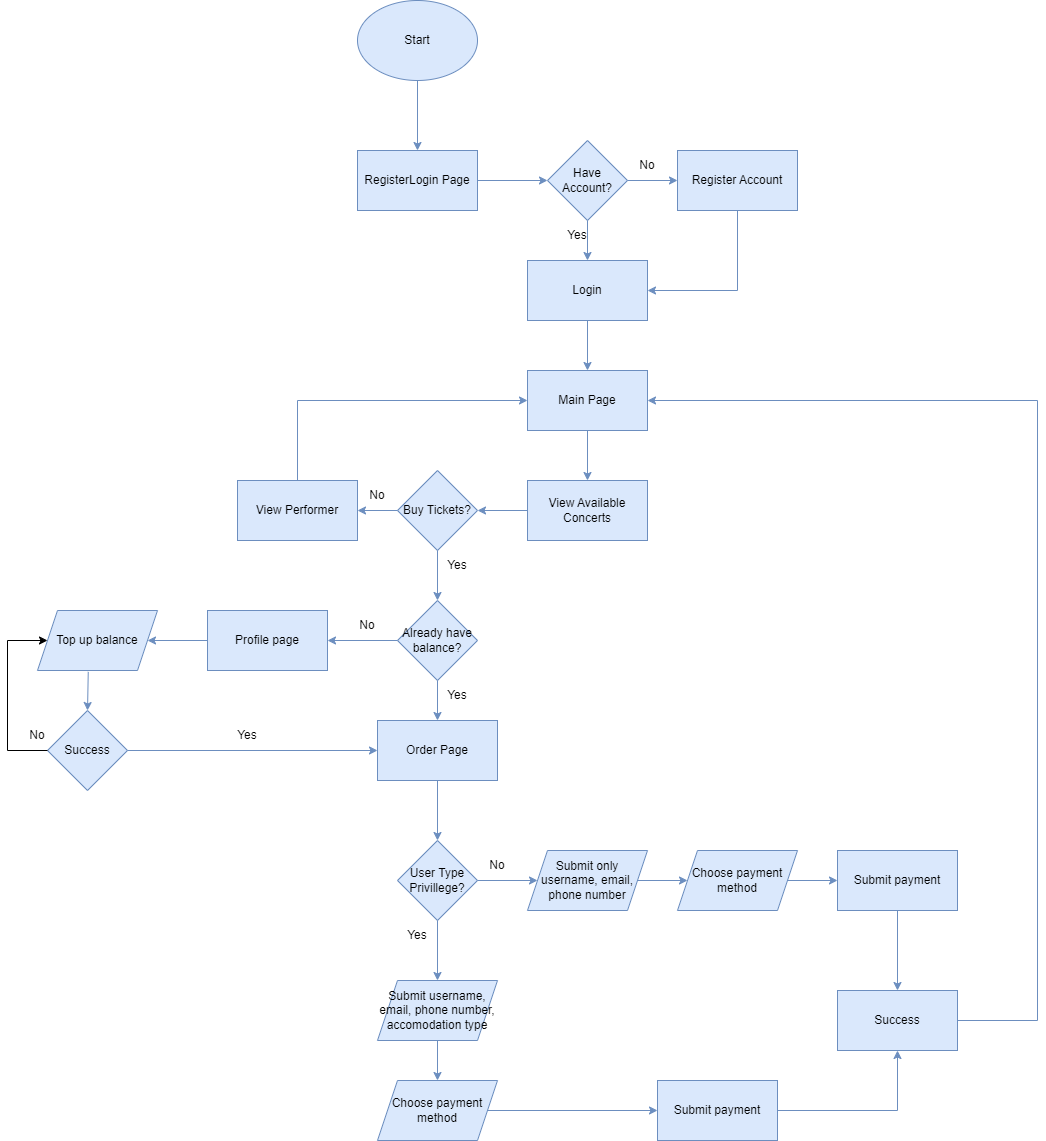 Start
RegisterLogin Page
Have
Account?
No
Register Account
Yes
Login
Main Page
View Performer
No
Buy Tickets?
View Available
Concerts
Yes
Top up balance
Profile page
No
Already have
balance?
Yes
No
Success
Yes
Order Page
User Type
Privillege?
No
Submit only
username, email,
phone number
Choose payment
method
Submit payment
Yes
Submit username,
email, phone number,
accomodation type
Success
Choose payment
method
Submit payment